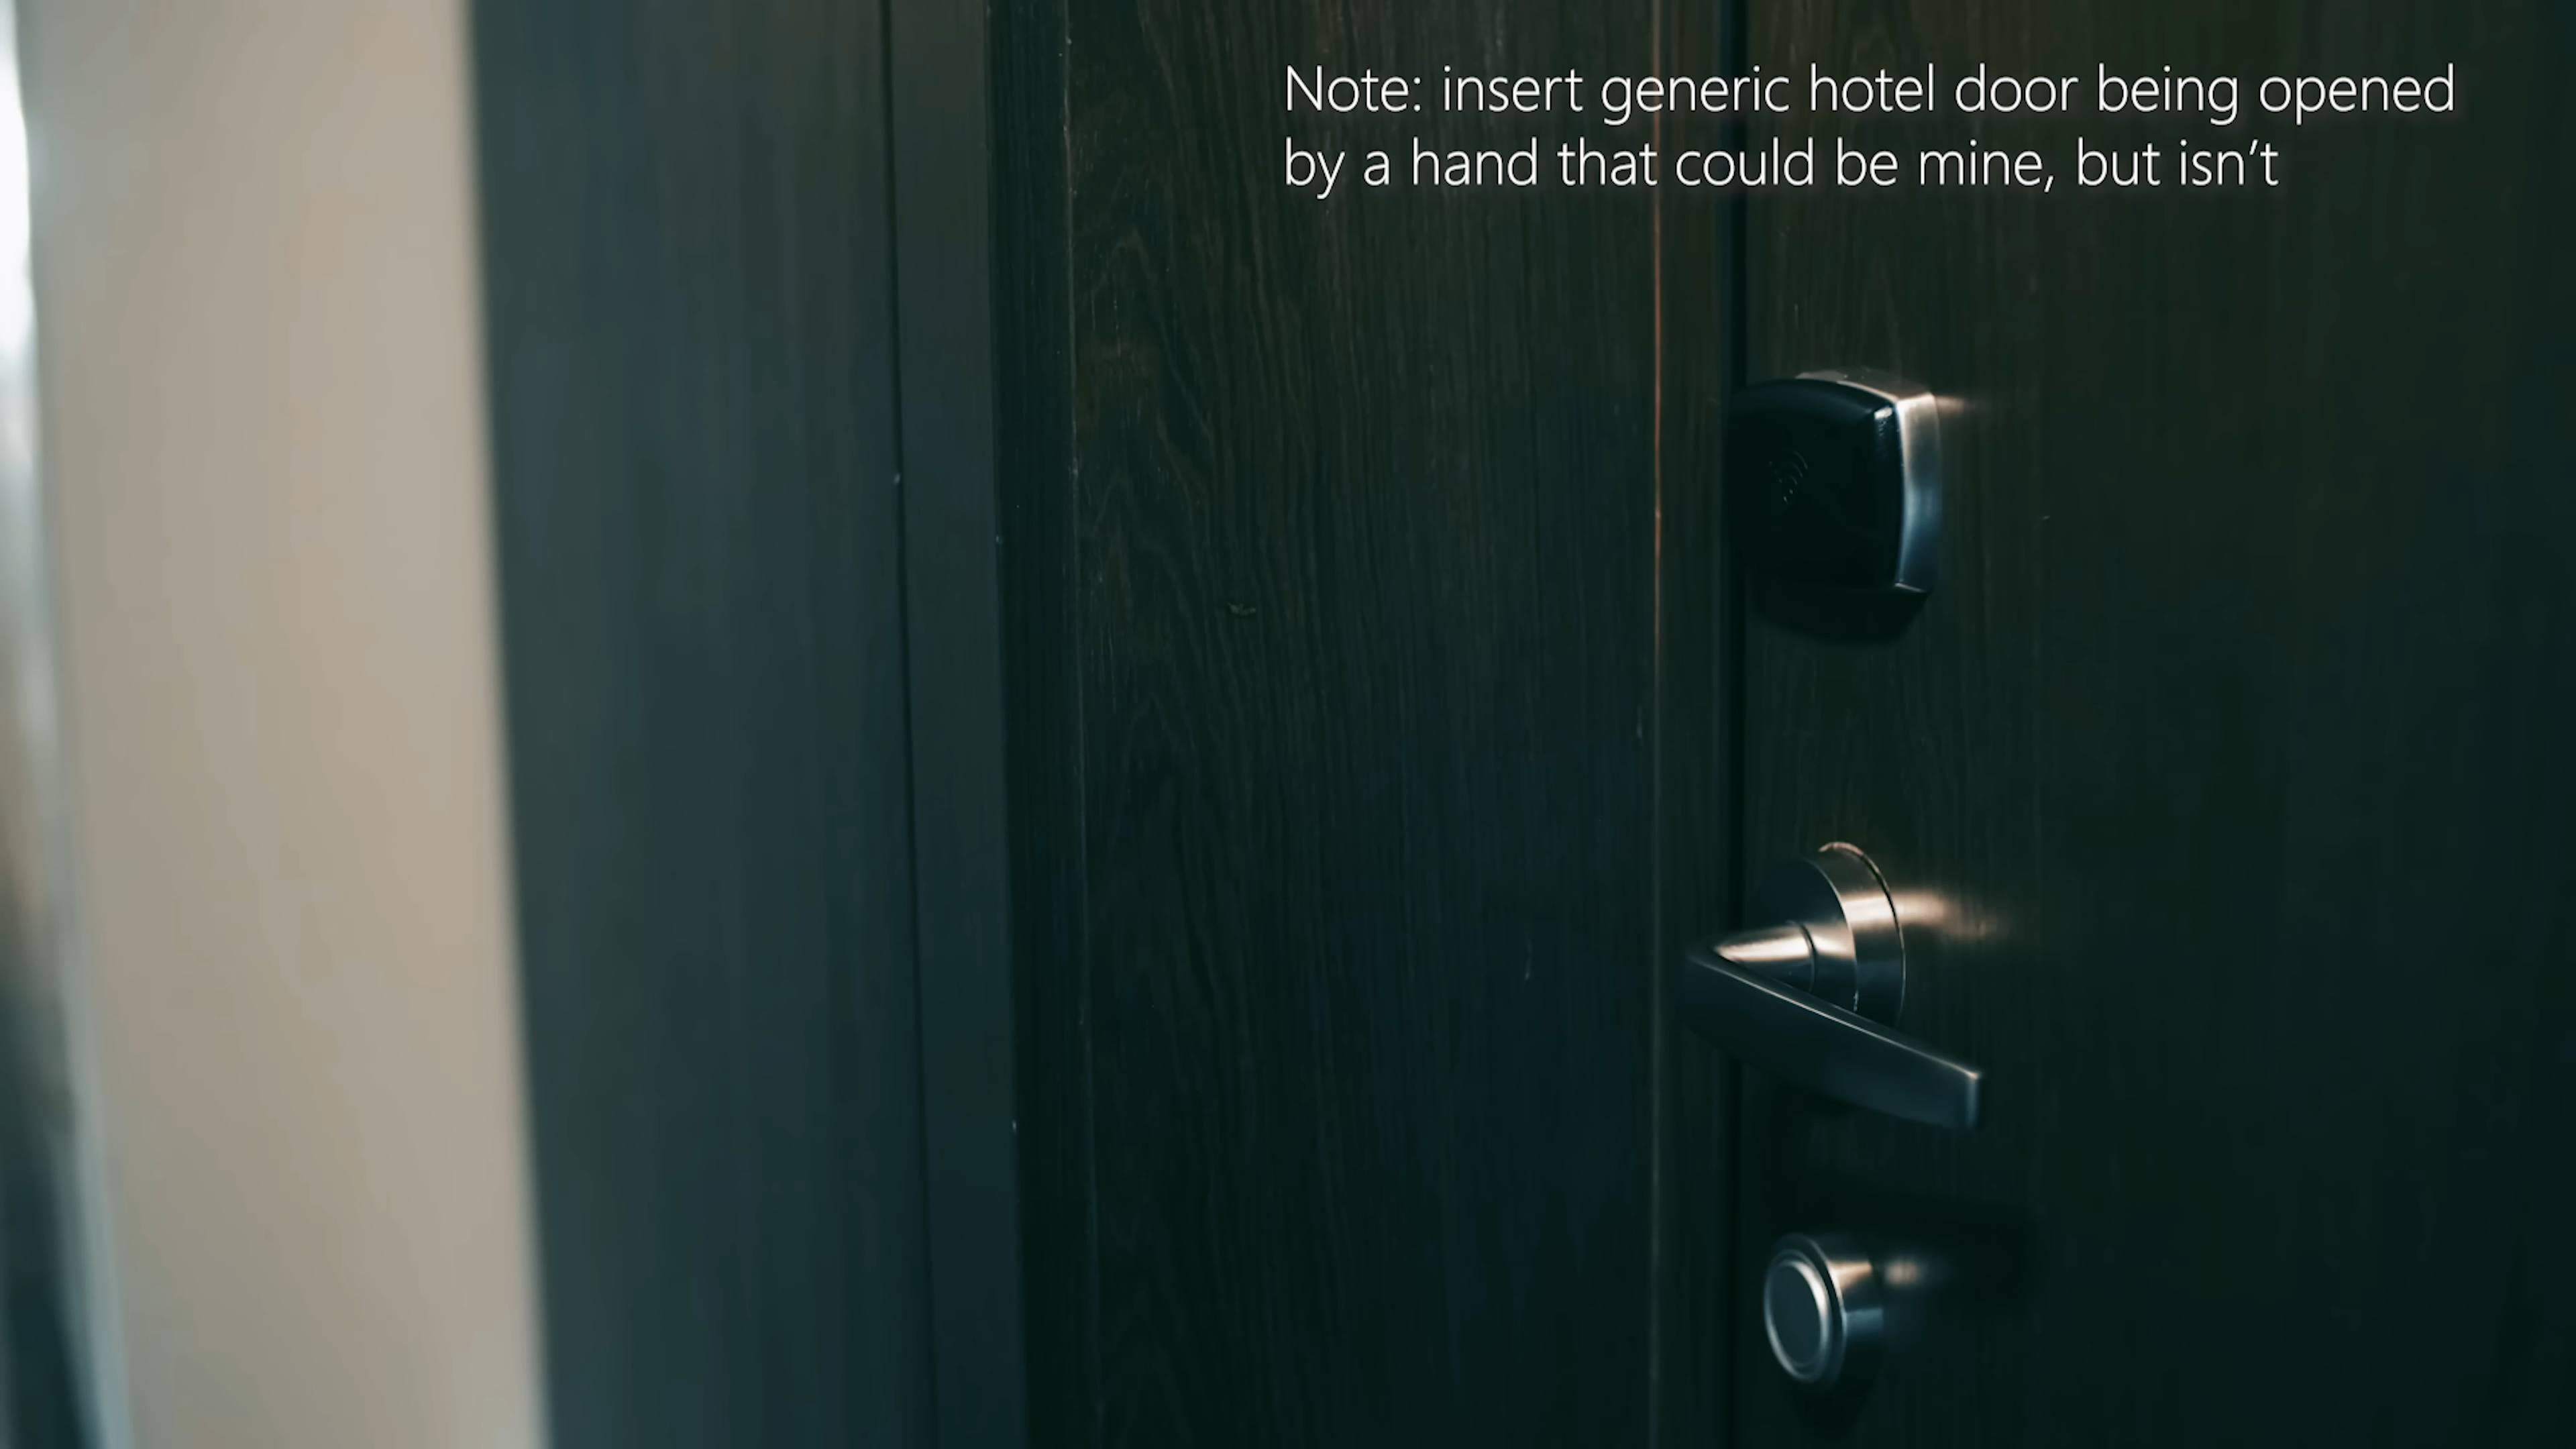 Note: insert generic hotel door being opened
by a hand that could be mine, but isn’t